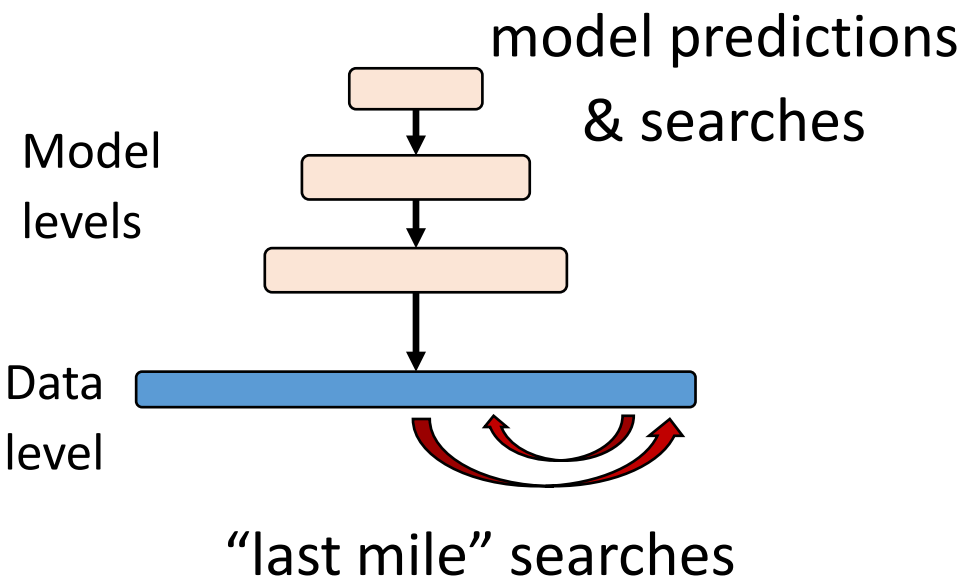 model predictions
& searches
Model
levels
Data
level
“last mile” searches